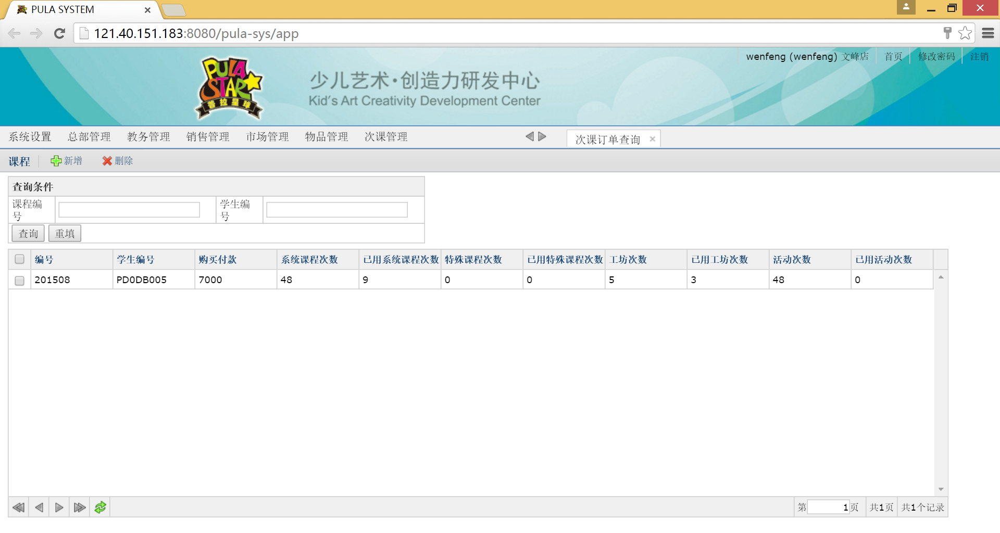 PULA SYSTEM
121.40.151.183:8080/pula-sys/app
wenfeng (wenfeng) 文峰店 首页 修改密码 注销
PULA
STAR
普拉星球
少儿艺术·创造力研发中心
Kid's Art Creativity Development Center
系统设置 总部管理 教务管理 销售管理 市场管理 物品管理 次课管理 次课订单查询
课程 新增 删除
查询条件
课程编号 学生编号
查询 重填
编号 学生编号 购买付款 系统课程次数 已用系统课程次数 特殊课程次数 已用特殊课程次数 工坊次数 已用工坊次数 活动次数 已用活动次数
201508 PD0DB005 7000 48 9 0 0 5 3 48 0
第 1页 共1页 共1个记录